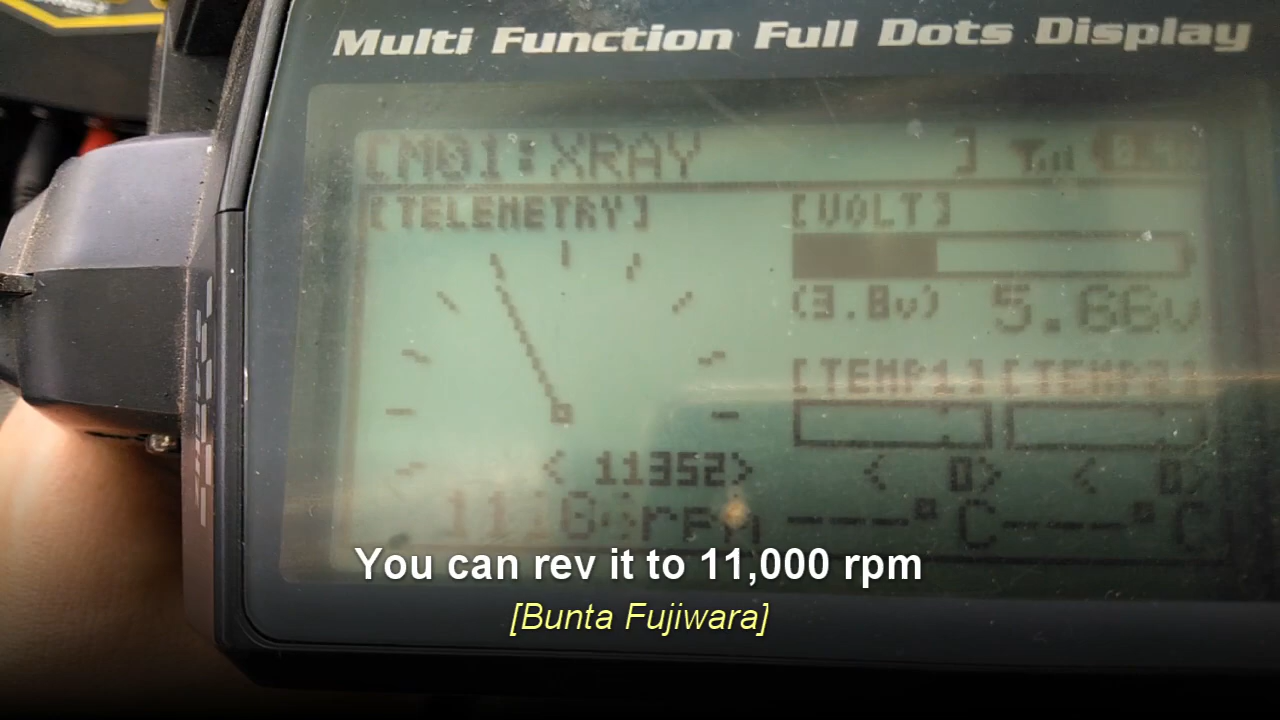 Multi Function Full Dots Display
[M01:XRAY ]
[TELEMETRY] [VOLT]
(3.8v) 5.66v
[TEMP1] [TEMP2]
< 11352> < 0> < 0>
rpm ---°C ---°C
You can rev it to 11,000 rpm
[Bunta Fujiwara]